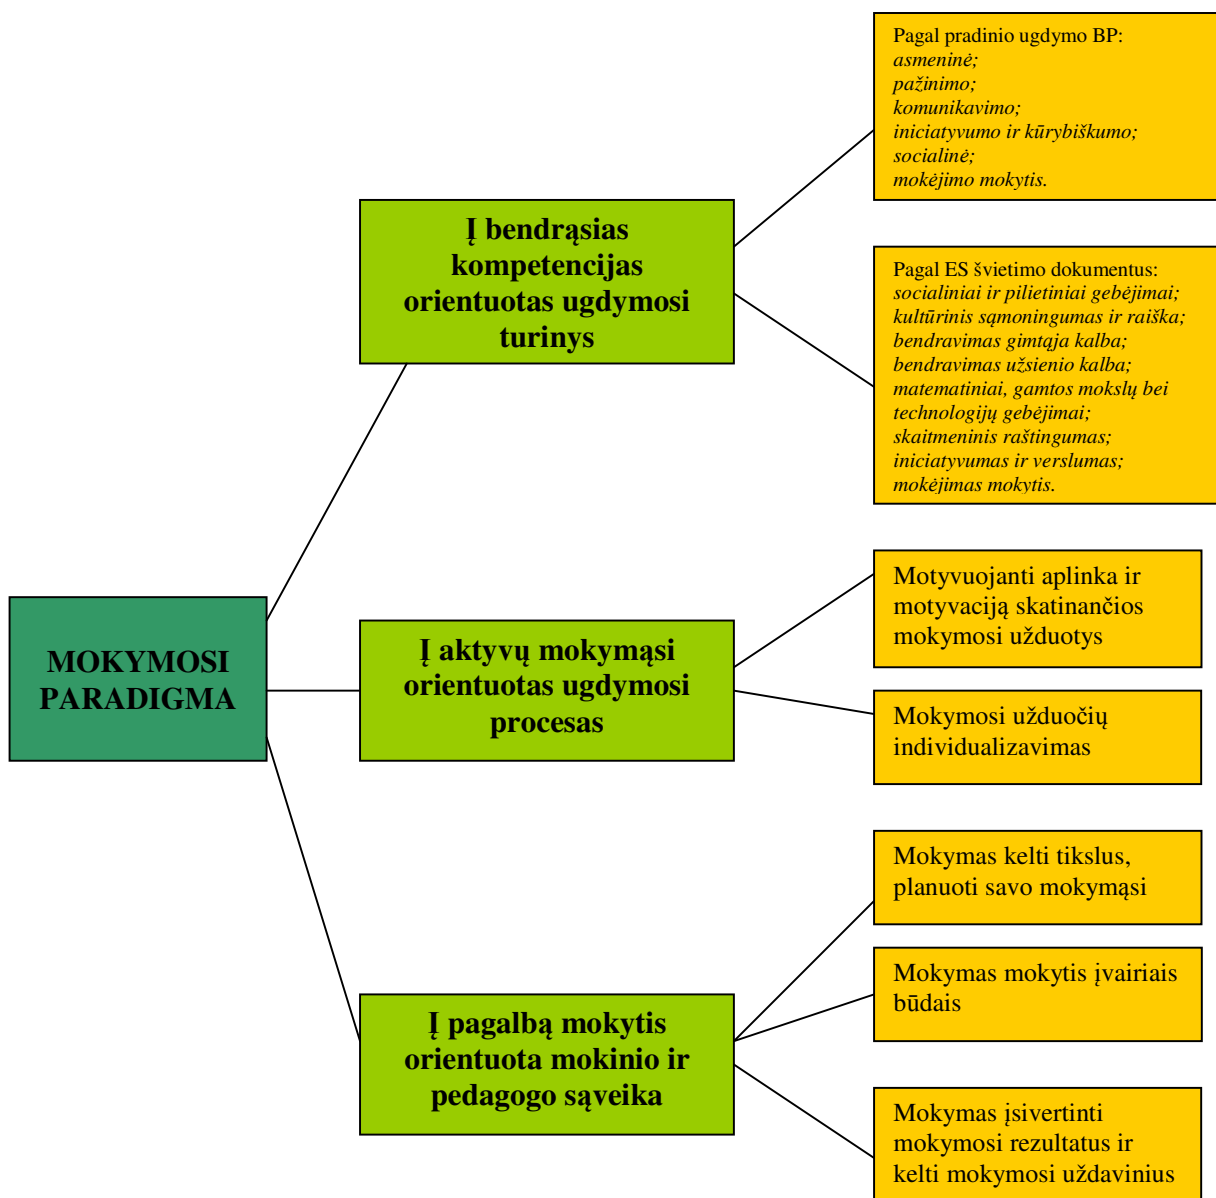 MOKYMOSI
PARADIGMA
Į bendrąsias
kompetencijas
orientuotas ugdymosi
turinys
Pagal pradinio ugdymo BP:
asmeninė;
pažinimo;
komunikavimo;
iniciatyvumo ir kūrybiškumo;
socialinė;
mokėjimo mokytis.
Pagal ES švietimo dokumentus:
socialiniai ir pilietiniai gebėjimai;
kultūrinis sąmoningumas ir raiška;
bendravimas gimtąja kalba;
bendravimas užsienio kalba;
matematiniai, gamtos mokslų bei
technologijų gebėjimai;
skaitmeninis raštingumas;
iniciatyvumas ir verslumas;
mokėjimas mokytis.
Į aktyvų mokymąsi
orientuotas ugdymosi
procesas
Motyvuojanti aplinka ir
motyvaciją skatinančios
mokymosi užduotys
Mokymosi užduočių
individualizavimas
Į pagalbą mokytis
orientuota mokinio ir
pedagogo sąveika
Mokymas kelti tikslus,
planuoti savo mokymąsi
Mokymas mokytis įvairiais
būdais
Mokymas įsivertinti
mokymosi rezultatus ir
kelti mokymosi uždavinius